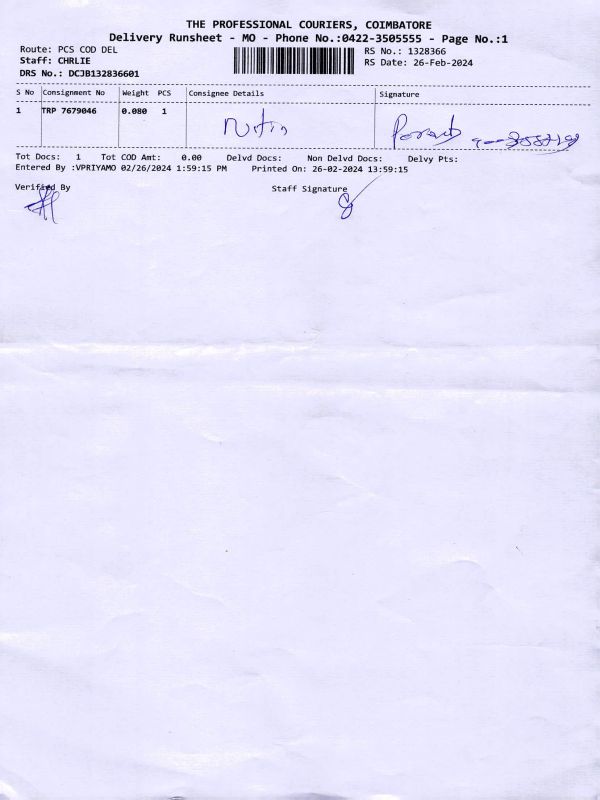 THE PROFESSIONAL COURIERS, COIMBATORE
Delivery Runsheet - MO - Phone No.:0422-3505555 - Page No.:1
Route: PCS COD DEL
RS No.: 1328366
Staff: CHRLIE
RS Date: 26-Feb-2024
DRS No.: DCJB132836601
S No Consignment No Weight PCS Consignee Details Signature
1 TRP 7679046 0.080 1 Nitin
Tot Docs: 1 Tot COD Amt: 0.00 Delvd Docs: Non Delvd Docs: Delvy Pts:
Entered By :VPRIYAMO 02/26/2024 1:59:15 PM Printed On: 26-02-2024 13:59:15
Verified By Staff Signature